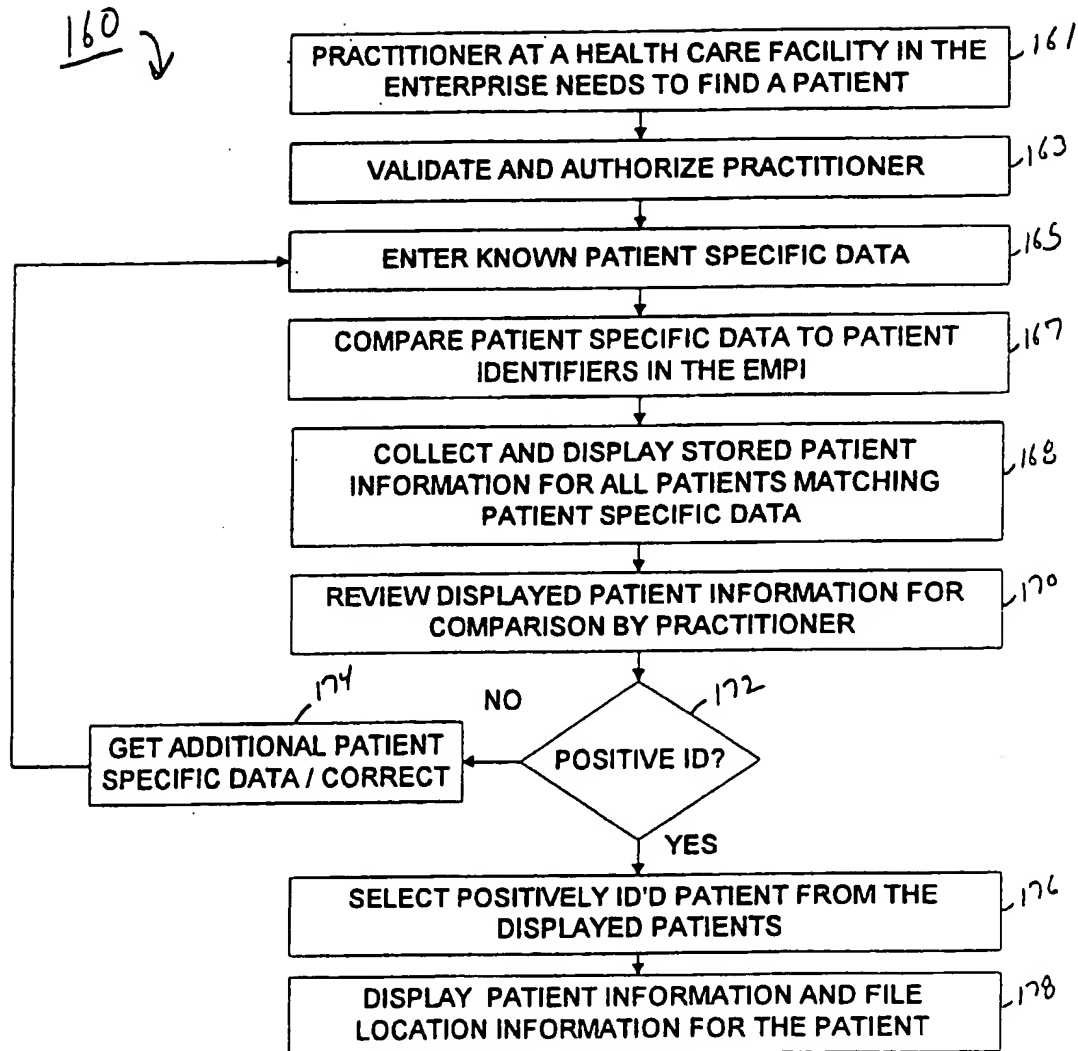 160
PRACTITIONER AT A HEALTH CARE FACILITY IN THE
ENTERPRISE NEEDS TO FIND A PATIENT
161
VALIDATE AND AUTHORIZE PRACTITIONER
163
ENTER KNOWN PATIENT SPECIFIC DATA
165
COMPARE PATIENT SPECIFIC DATA TO PATIENT
IDENTIFIERS IN THE EMPI
167
COLLECT AND DISPLAY STORED PATIENT
INFORMATION FOR ALL PATIENTS MATCHING
PATIENT SPECIFIC DATA
168
REVIEW DISPLAYED PATIENT INFORMATION FOR
COMPARISON BY PRACTITIONER
170
174
NO
172
GET ADDITIONAL PATIENT
SPECIFIC DATA / CORRECT
POSITIVE ID?
YES
SELECT POSITIVELY ID'D PATIENT FROM THE
DISPLAYED PATIENTS
176
DISPLAY PATIENT INFORMATION AND FILE
LOCATION INFORMATION FOR THE PATIENT
178